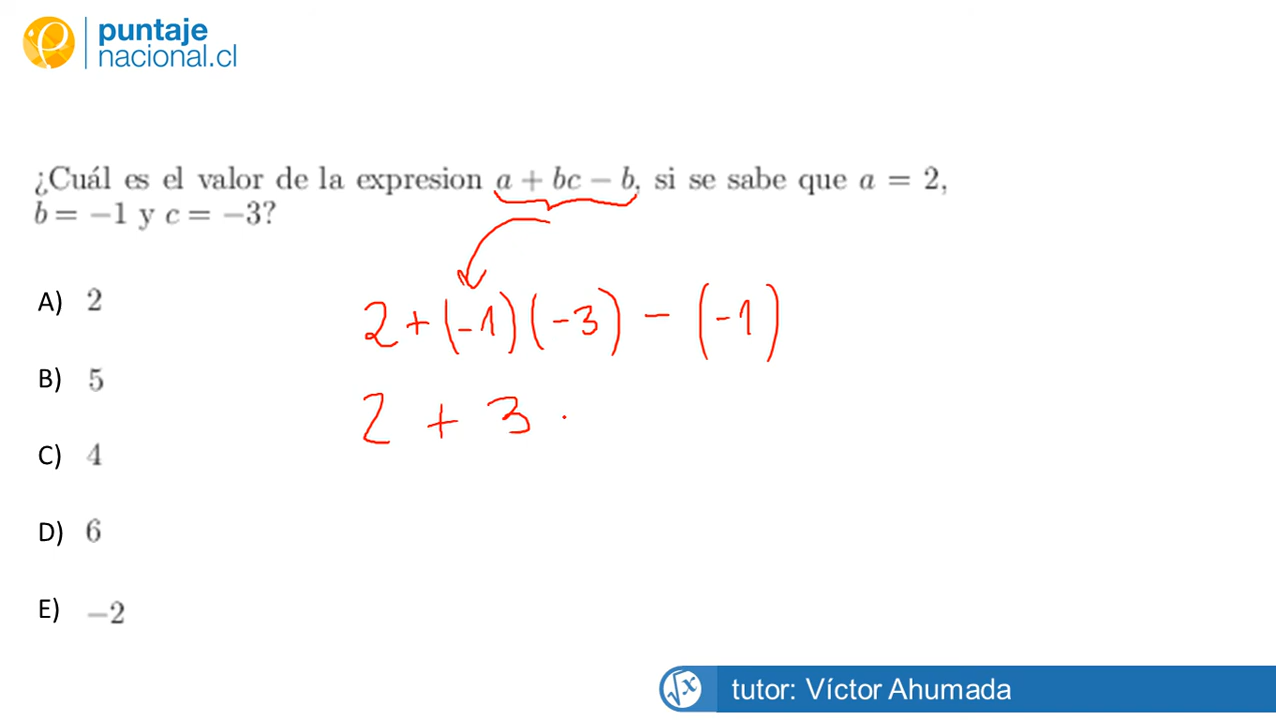 puntaje
nacional.cl
¿Cuál es el valor de la expresion a + bc − b, si se sabe que a = 2,
b = −1 y c = −3?
A) 2
2 + (-1)(-3) - (-1)
B) 5
2 + 3 .
C) 4
D) 6
E) −2
√x tutor: Víctor Ahumada